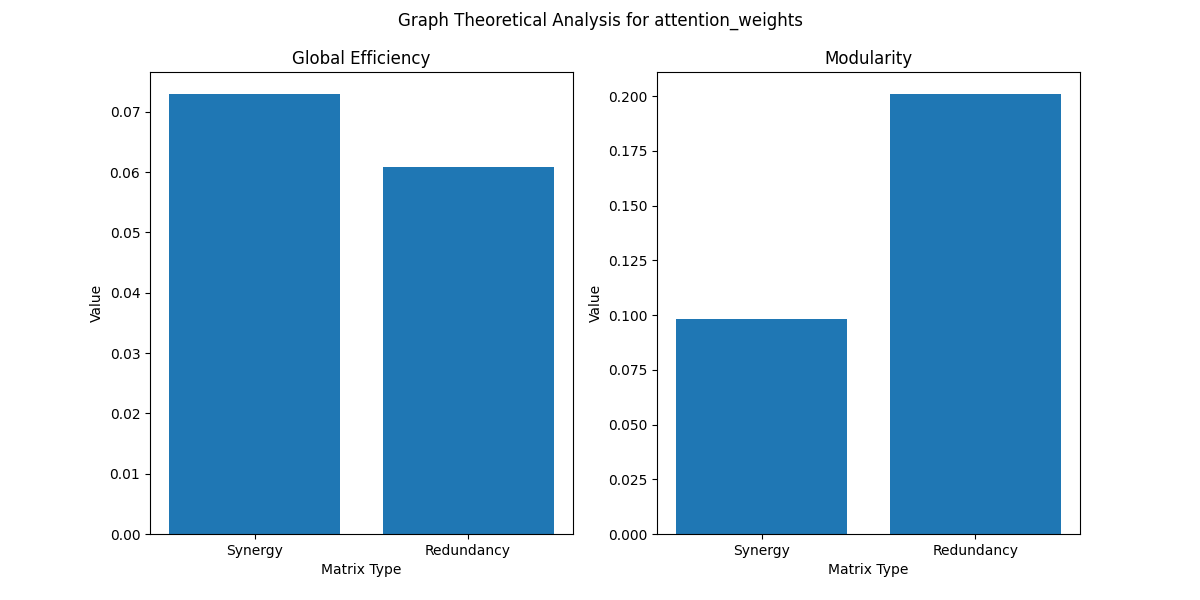 Graph Theoretical Analysis for attention_weights
Global Efficiency
Value
0.07
0.06
0.05
0.04
0.03
0.02
0.01
0.00
Synergy Redundancy
Matrix Type
Modularity
Value
0.200
0.175
0.150
0.125
0.100
0.075
0.050
0.025
0.000
Synergy Redundancy
Matrix Type